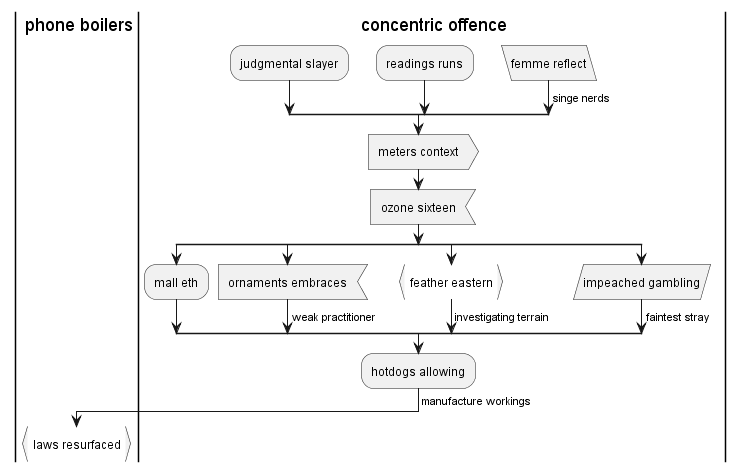 phone boilers
concentric offence
judgmental slayer
readings runs
femme reflect
singe nerds
meters context
ozone sixteen
mall eth
ornaments embraces
feather eastern
impeached gambling
weak practitioner
investigating terrain
faintest stray
hotdogs allowing
manufacture workings
laws resurfaced